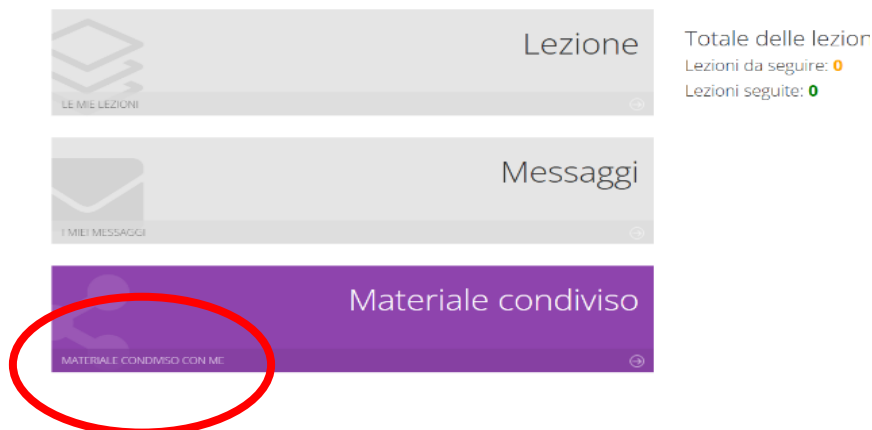 Lezione
LE MIE LEZIONI
Totale delle lezion
Lezioni da seguire: 0
Lezioni seguite: 0
Messaggi
I MIEI MESSAGGI
Materiale condiviso
MATERIALE CONDIVISO CON ME